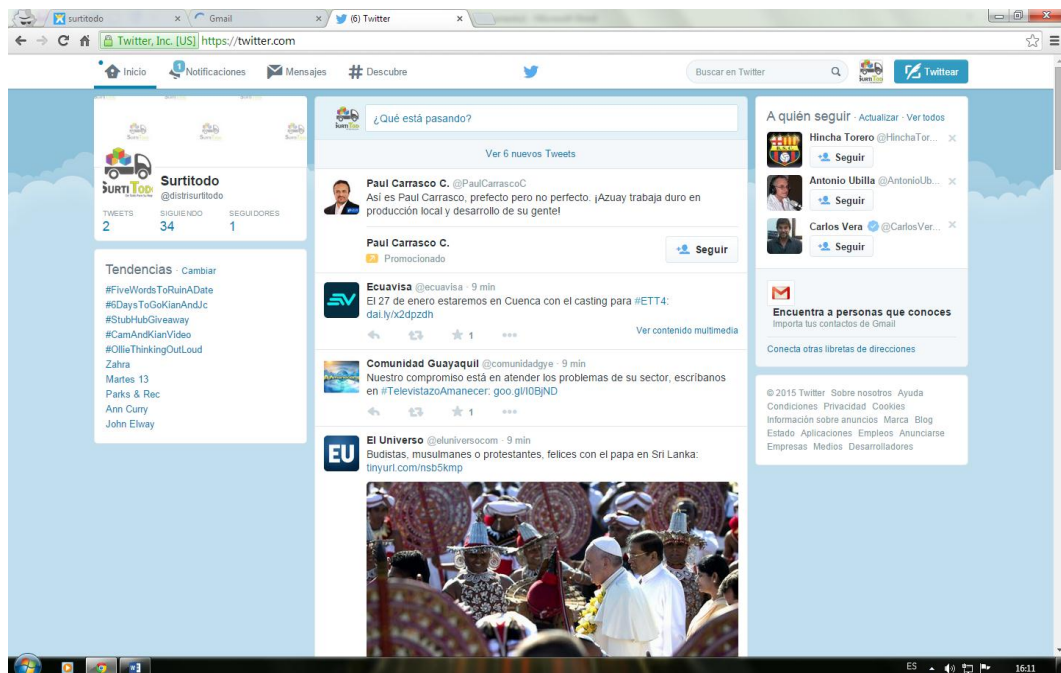 surtitodo
Gmail
(6) Twitter
Twitter, Inc. [US] https://twitter.com
Inicio
1
Notificaciones
Mensajes
Descubre
Buscar en Twitter
Twittear
SURTITODO
Surtitodo
@distrisurtitodo
TWEETS SIGUIENDO SEGUIDORES
2 34 1
Tendencias · Cambiar
#FiveWordsToRuinADate
#6DaysToGoKianAndJc
#StubHubGiveaway
#CamAndKianVideo
#OllieThinkingOutLoud
Zahra
Martes 13
Parks & Rec
Ann Curry
John Elway
¿Qué está pasando?
Ver 6 nuevos Tweets
Paul Carrasco C. @PaulCarrascoC
Así es Paul Carrasco, prefecto pero no perfecto. ¡Azuay trabaja duro en
producción local y desarrollo de su gente!
Paul Carrasco C.
Promocionado
Seguir
Ecuavisa @ecuavisa · 9 min
El 27 de enero estaremos en Cuenca con el casting para #ETT4:
dai.ly/x2dpzdh
1
Ver contenido multimedia
Comunidad Guayaquil @comunidadgye · 9 min
Nuestro compromiso está en atender los problemas de su sector, escríbanos
en #TelevistazoAmanecer: goo.gl/I0BjND
1
EU
El Universo @eluniversocom · 9 min
Budistas, musulmanes o protestantes, felices con el papa en Sri Lanka:
tinyurl.com/nsb5kmp
A quién seguir · Actualizar · Ver todos
Hincha Torero @HinchaTor...
Seguir
Antonio Ubilla @AntonioUb...
Seguir
Carlos Vera @CarlosVer...
Seguir
Encuentra a personas que conoces
Importa tus contactos de Gmail
Conecta otras libretas de direcciones
© 2015 Twitter Sobre nosotros Ayuda
Condiciones Privacidad Cookies
Información sobre anuncios Marca Blog
Estado Aplicaciones Empleos Anunciarse
Empresas Medios Desarrolladores
ES
16:11